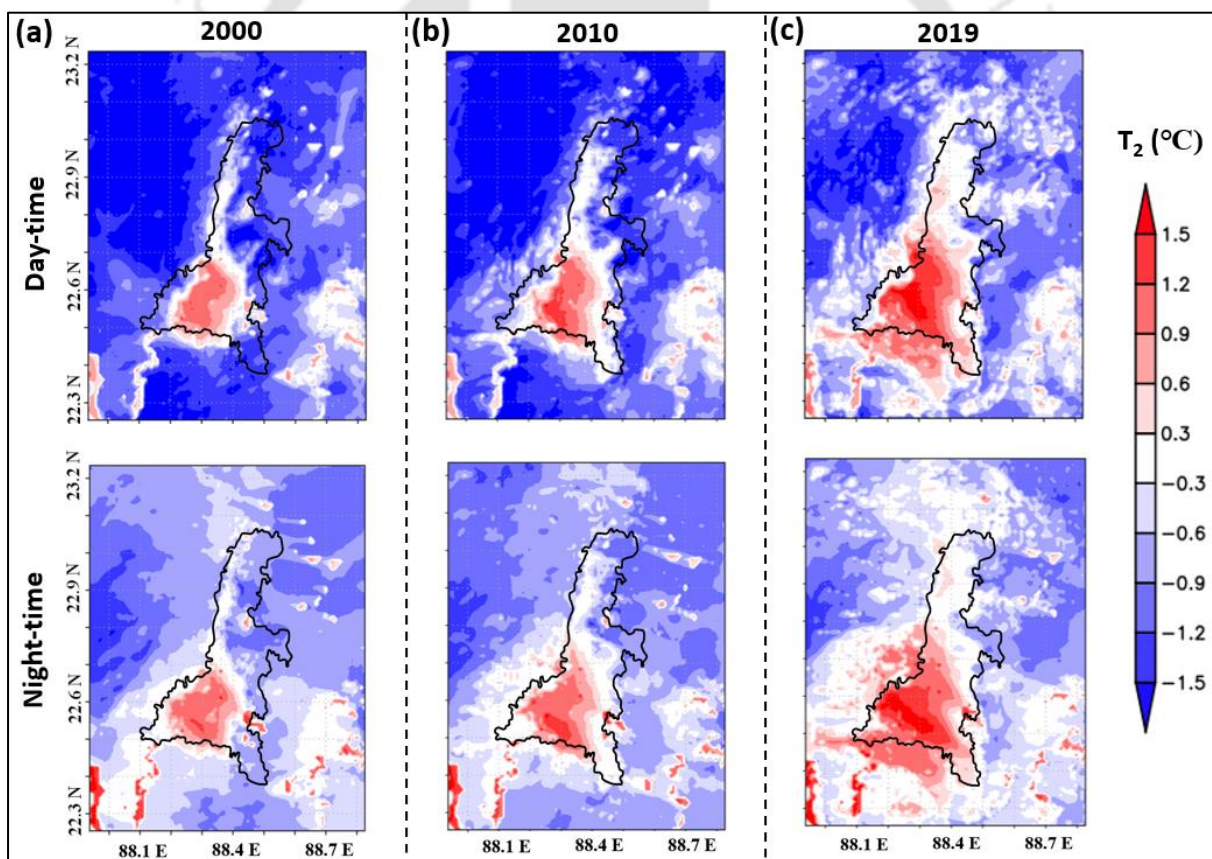 (a) 2000 (b) 2010 (c) 2019
Day-time
23.2 N
22.9 N
22.6 N
22.3 N
T₂ (°C)
1.5
1.2
0.9
0.6
0.3
−0.3
−0.6
−0.9
−1.2
−1.5
Night-time
23.2 N
22.9 N
22.6 N
22.3 N
88.1 E 88.4 E 88.7 E 88.1 E 88.4 E 88.7 E 88.1 E 88.4 E 88.7 E